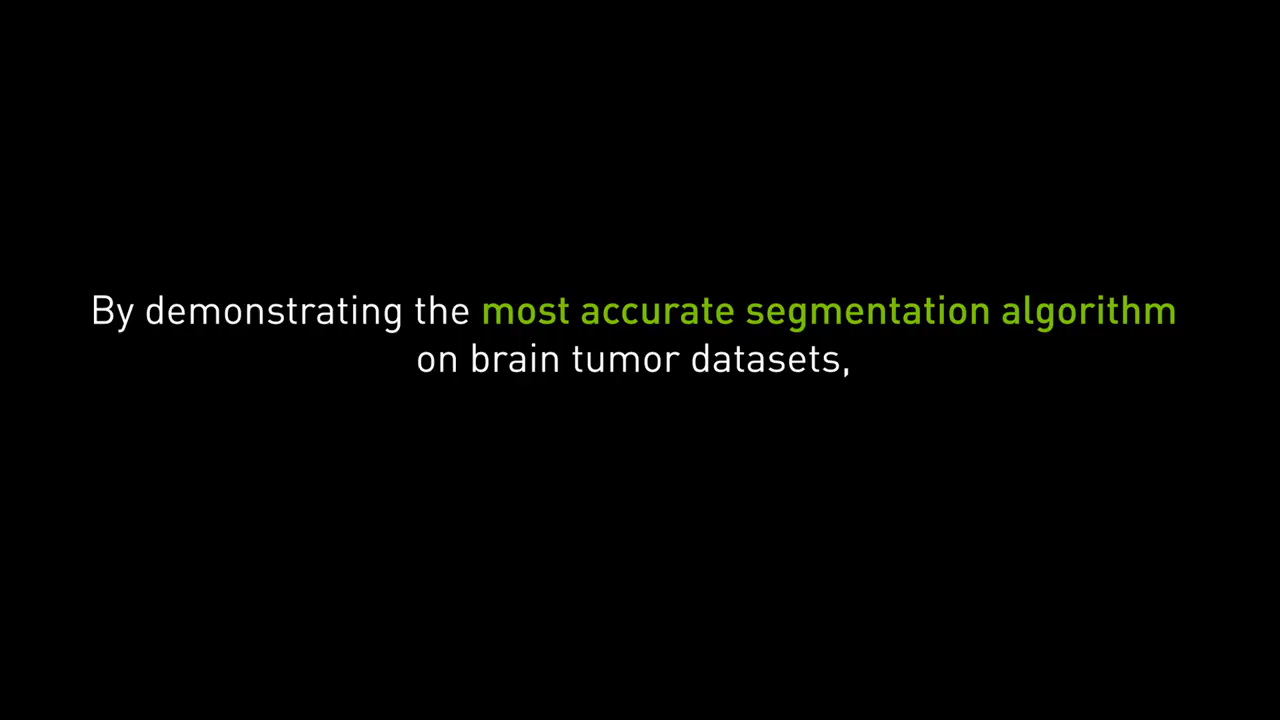 By demonstrating the most accurate segmentation algorithm
on brain tumor datasets,